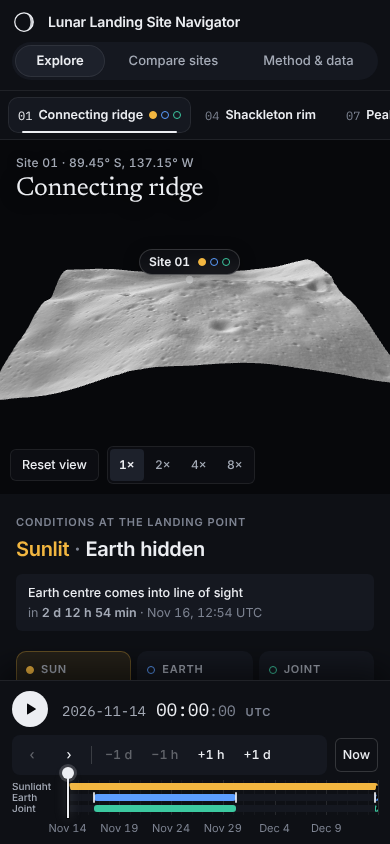 Lunar Landing Site Navigator
Explore Compare sites Method & data
01 Connecting ridge 04 Shackleton rim 07 Pea
Site 01 · 89.45° S, 137.15° W
Connecting ridge
Site 01
Reset view 1× 2× 4× 8×
CONDITIONS AT THE LANDING POINT
Sunlit · Earth hidden
Earth centre comes into line of sight
in 2 d 12 h 54 min · Nov 16, 12:54 UTC
SUN EARTH JOINT
2026-11-14 00:00:00 UTC
‹ › −1 d −1 h +1 h +1 d Now
Sunlight
Earth
Joint
Nov 14 Nov 19 Nov 24 Nov 29 Dec 4 Dec 9